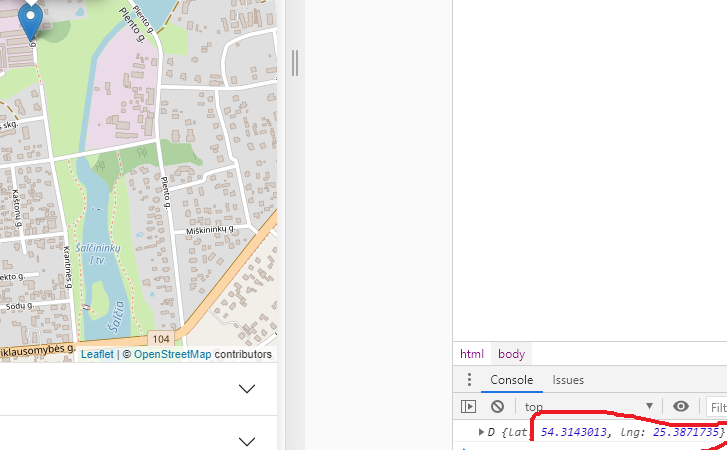 Plento g.
Plento g.
g.
s skg.
Kaštonų g.
Plento g.
Miškininkų g.
Šalčininkų
I tv.
Krantinės g.
ekto g.
Sodų g.
Šalčia
104
iklausomybės g.
Leaflet | © OpenStreetMap contributors
html body
Console Issues
top Filt
D {lat: 54.3143013, lng: 25.3871735}